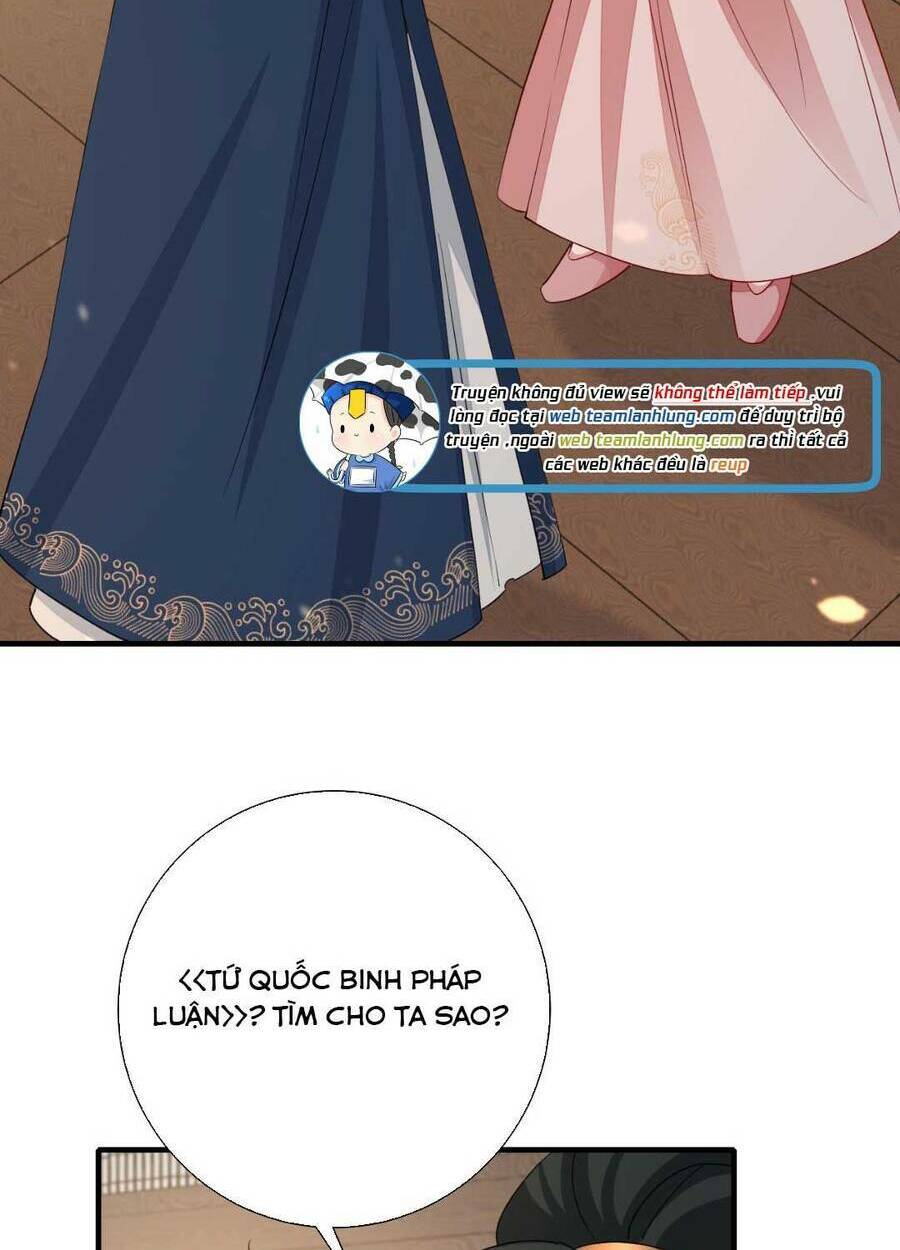 Truyện không đủ view sẽ không thể làm tiếp ,vui
lòng đọc tại web teamlanhlung.com để duy trì bộ
truyện ,ngoài web teamlanhlung.com ra thì tất cả
các web khác đều là reup
<<TỨ QUỐC BINH PHÁP
LUẬN>>? TÌM CHO TA SAO?